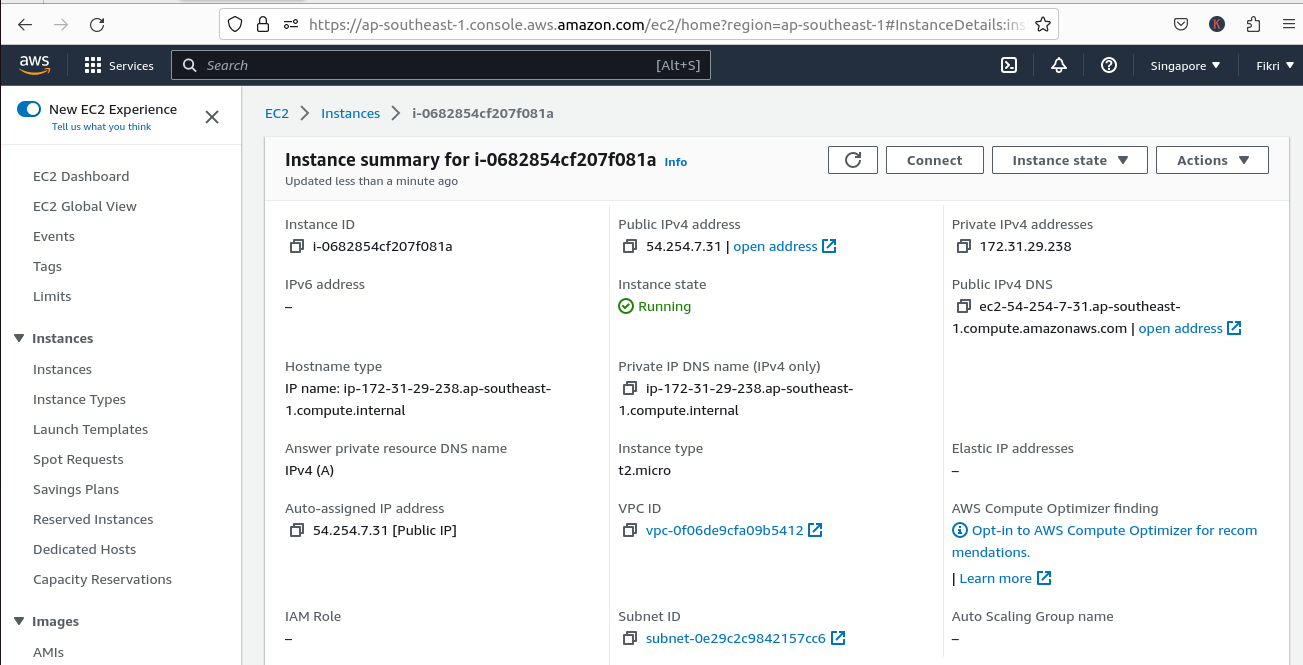 https://ap-southeast-1.console.aws.amazon.com/ec2/home?region=ap-southeast-1#InstanceDetails:ins
K
aws
Services
Search
[Alt+S]
Singapore
Fikri
New EC2 Experience
Tell us what you think
EC2 Dashboard
EC2 Global View
Events
Tags
Limits
Instances
Instances
Instance Types
Launch Templates
Spot Requests
Savings Plans
Reserved Instances
Dedicated Hosts
Capacity Reservations
Images
AMIs
EC2 > Instances > i-0682854cf207f081a
Instance summary for i-0682854cf207f081a Info
Updated less than a minute ago
Connect
Instance state
Actions
Instance ID
i-0682854cf207f081a
Public IPv4 address
54.254.7.31 | open address
Private IPv4 addresses
172.31.29.238
IPv6 address
–
Instance state
Running
Public IPv4 DNS
ec2-54-254-7-31.ap-southeast-
1.compute.amazonaws.com | open address
Hostname type
IP name: ip-172-31-29-238.ap-southeast-
1.compute.internal
Private IP DNS name (IPv4 only)
ip-172-31-29-238.ap-southeast-
1.compute.internal
Answer private resource DNS name
IPv4 (A)
Instance type
t2.micro
Elastic IP addresses
–
Auto-assigned IP address
54.254.7.31 [Public IP]
VPC ID
vpc-0f06de9cfa09b5412
AWS Compute Optimizer finding
Opt-in to AWS Compute Optimizer for recom
mendations.
| Learn more
IAM Role
–
Subnet ID
subnet-0e29c2c9842157cc6
Auto Scaling Group name
–